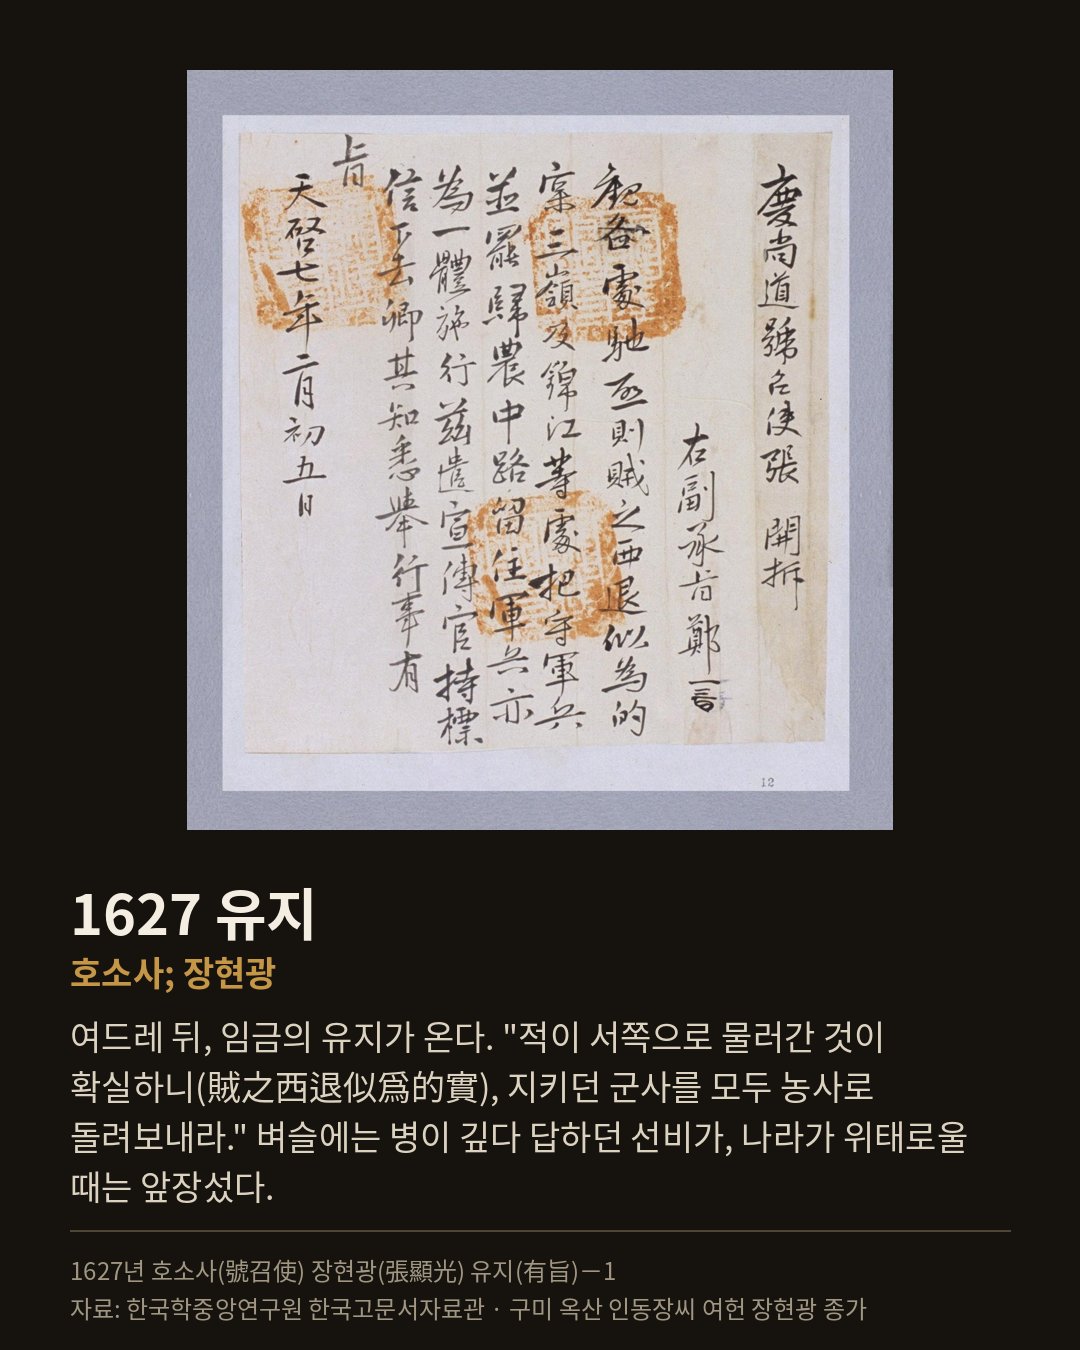 慶尚道號召使張 開拆
右副承旨鄭
觀各處馳啓則賊之西退似為的
寔三嶺及錦江等處把守軍兵
並罷歸農中路留住軍兵亦
為一體施行玆遣宣傳官持標
信下去卿其知悉擧行事有
旨
天啓七年二月初五日
12
1627 유지
호소사; 장현광
여드레 뒤, 임금의 유지가 온다. "적이 서쪽으로 물러간 것이
확실하니(賊之西退似爲的實), 지키던 군사를 모두 농사로
돌려보내라." 벼슬에는 병이 깊다 답하던 선비가, 나라가 위태로울
때는 앞장섰다.
1627년 호소사(號召使) 장현광(張顯光) 유지(有旨)－1
자료: 한국학중앙연구원 한국고문서자료관 · 구미 옥산 인동장씨 여헌 장현광 종가